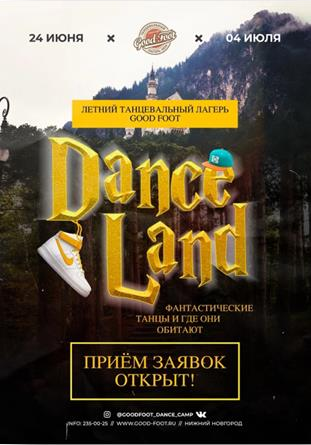 24 ИЮНЯ
Good Foot
04 ИЮЛЯ
ЛЕТНИЙ ТАНЦЕВАЛЬНЫЙ ЛАГЕРЬ
GOOD FOOT
Dance
Land
ФАНТАСТИЧЕСКИЕ
ТАНЦЫ И ГДЕ ОНИ
ОБИТАЮТ
ПРИЁМ ЗАЯВОК
ОТКРЫТ!
@GOODFOOT_DANCE_CAMP
INFO: 235-00-25 // WWW.GOOD-FOOT.RU // НИЖНИЙ НОВГОРОД